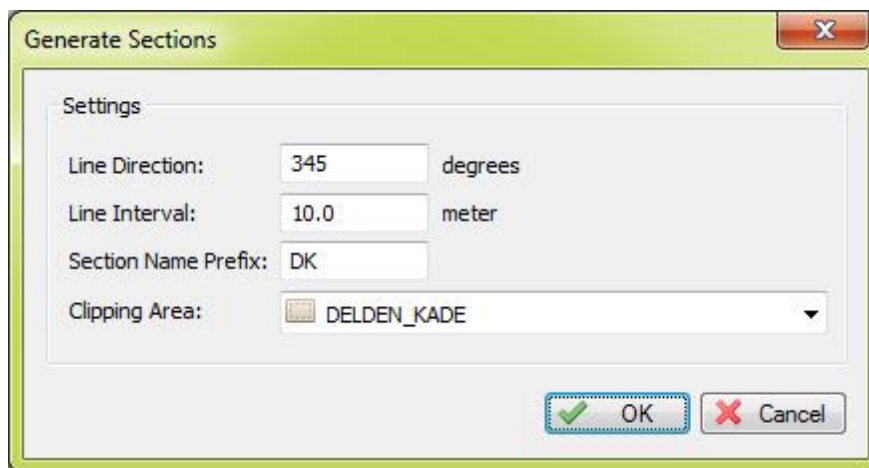 Generate Sections
Settings
Line Direction: 345 degrees
Line Interval: 10.0 meter
Section Name Prefix: DK
Clipping Area: DELDEN_KADE
OK Cancel